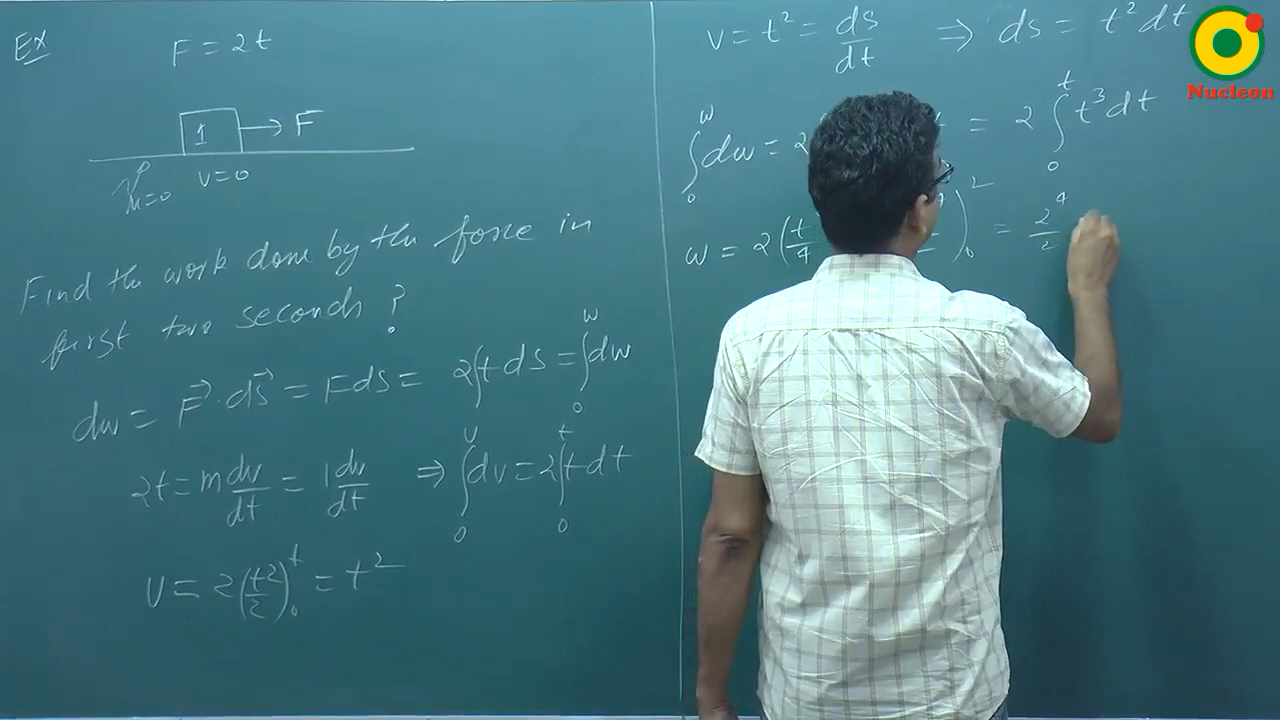 Ex
F = 2t
1 → F
μ=0 v=0
Find the work done by the force in
first two seconds?
dw = F⃗ · ds⃗ = Fds = 2∫t ds = ∫₀ʷ dw
2t = m dv/dt = 1 dv/dt ⇒ ∫₀ᵛ dv = 2∫₀ᵗ t dt
v = 2(t2/2)₀ᵗ = t²
v = t² = ds/dt ⇒ ds = t² dt
∫₀ʷ dw = 2 = 2 ∫₀ᵗ t³ dt
w = 2(t/4 )₀² = 2⁴/2
Nucleon